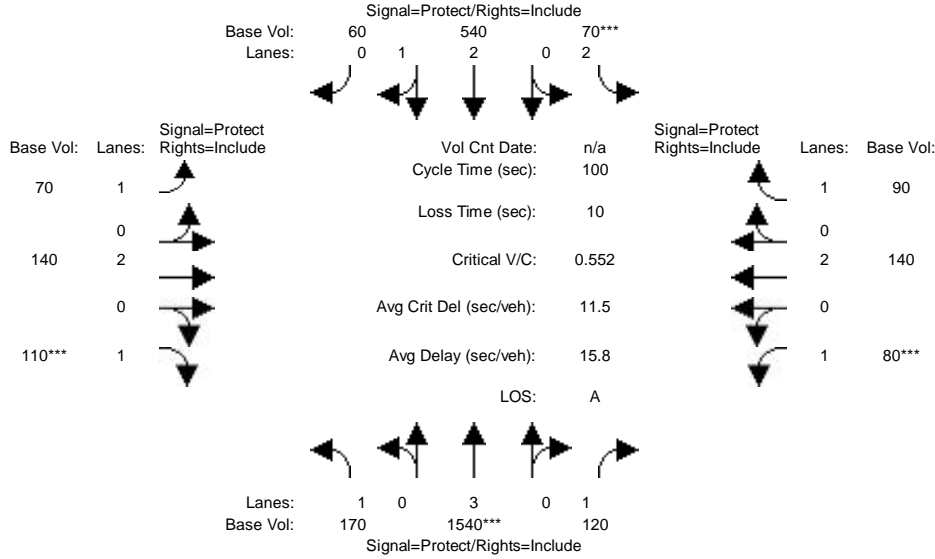 Signal=Protect/Rights=Include
Base Vol: 60 540 70***
Lanes: 0 1 2 0 2
Signal=Protect Signal=Protect
Base Vol: Lanes: Rights=Include Vol Cnt Date: n/a Rights=Include Lanes: Base Vol:
Cycle Time (sec): 100
70 1 1 90
Loss Time (sec): 10
0 0
140 2 Critical V/C: 0.552 2 140
0 Avg Crit Del (sec/veh): 11.5 0
110*** 1 Avg Delay (sec/veh): 15.8 1 80***
LOS: A
Lanes: 1 0 3 0 1
Base Vol: 170 1540*** 120
Signal=Protect/Rights=Include